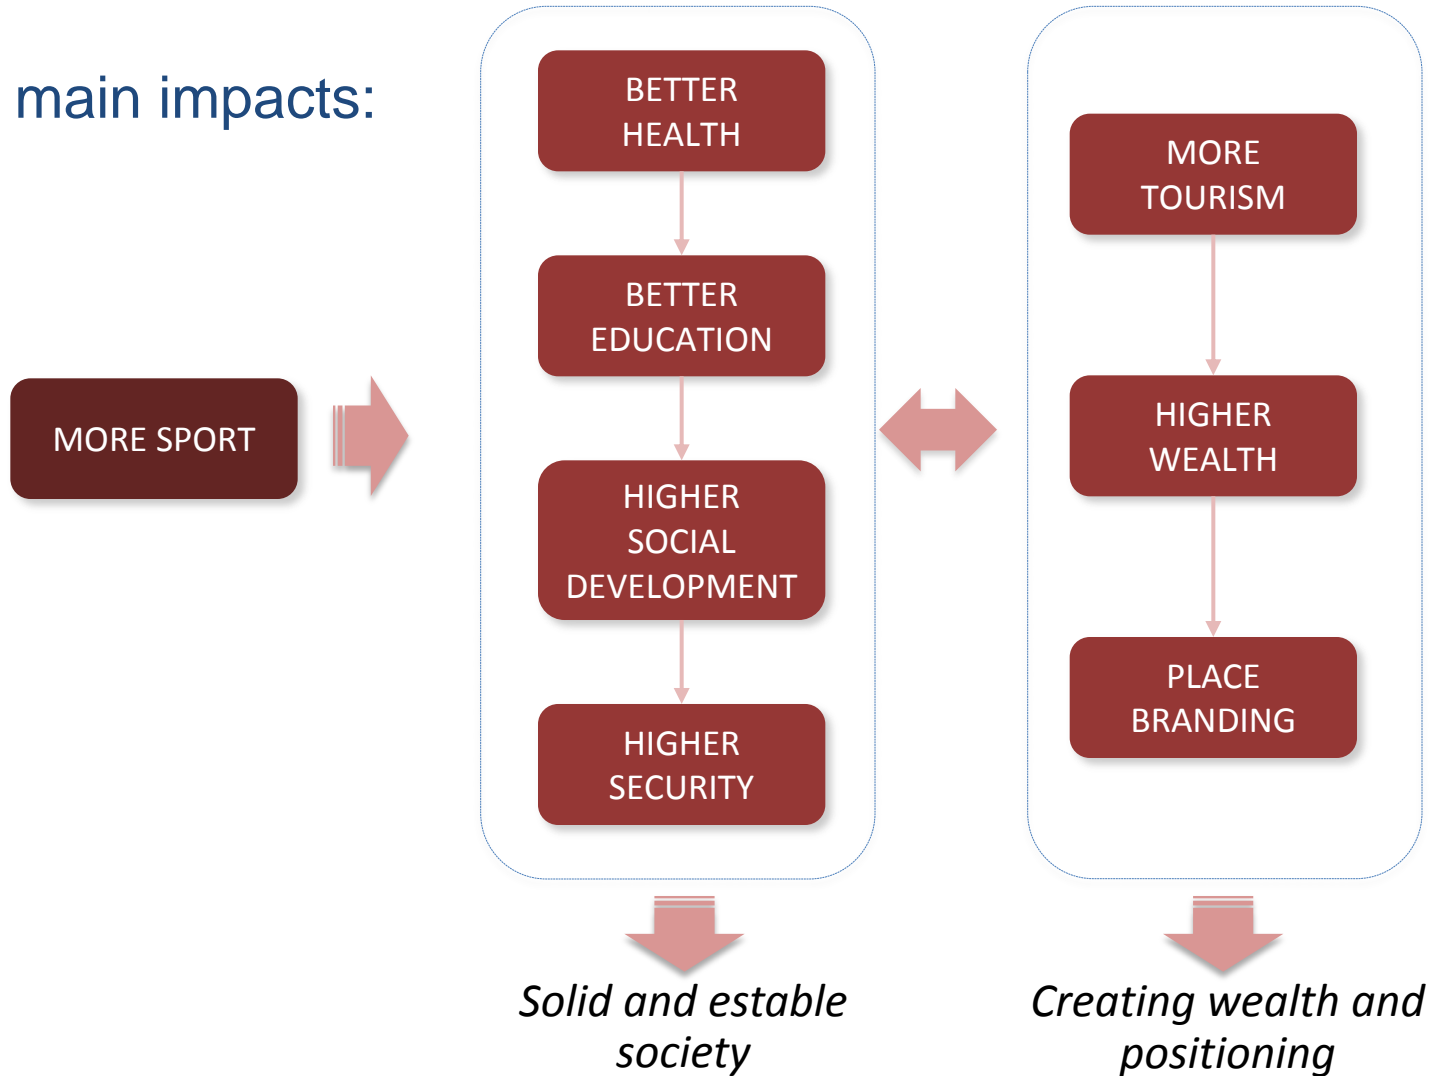 main impacts:
MORE SPORT
BETTER
HEALTH
BETTER
EDUCATION
HIGHER
SOCIAL
DEVELOPMENT
HIGHER
SECURITY
Solid and estable
society
MORE
TOURISM
HIGHER
WEALTH
PLACE
BRANDING
Creating wealth and
positioning